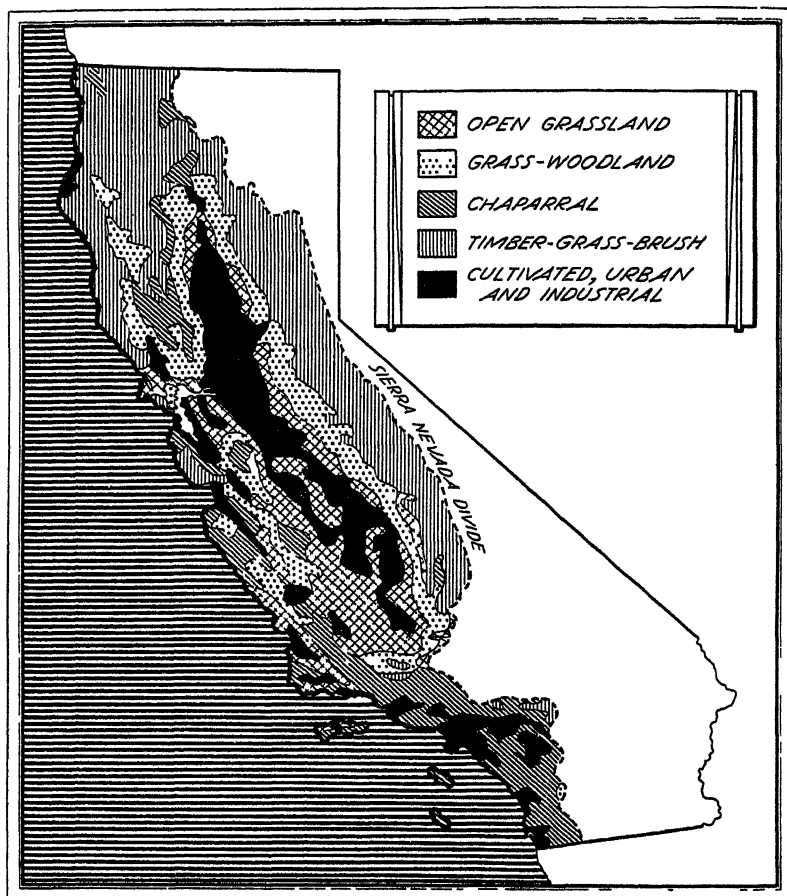 OPEN GRASSLAND
GRASS-WOODLAND
CHAPARRAL
TIMBER-GRASS-BRUSH
CULTIVATED, URBAN
AND INDUSTRIAL
SIERRA NEVADA DIVIDE